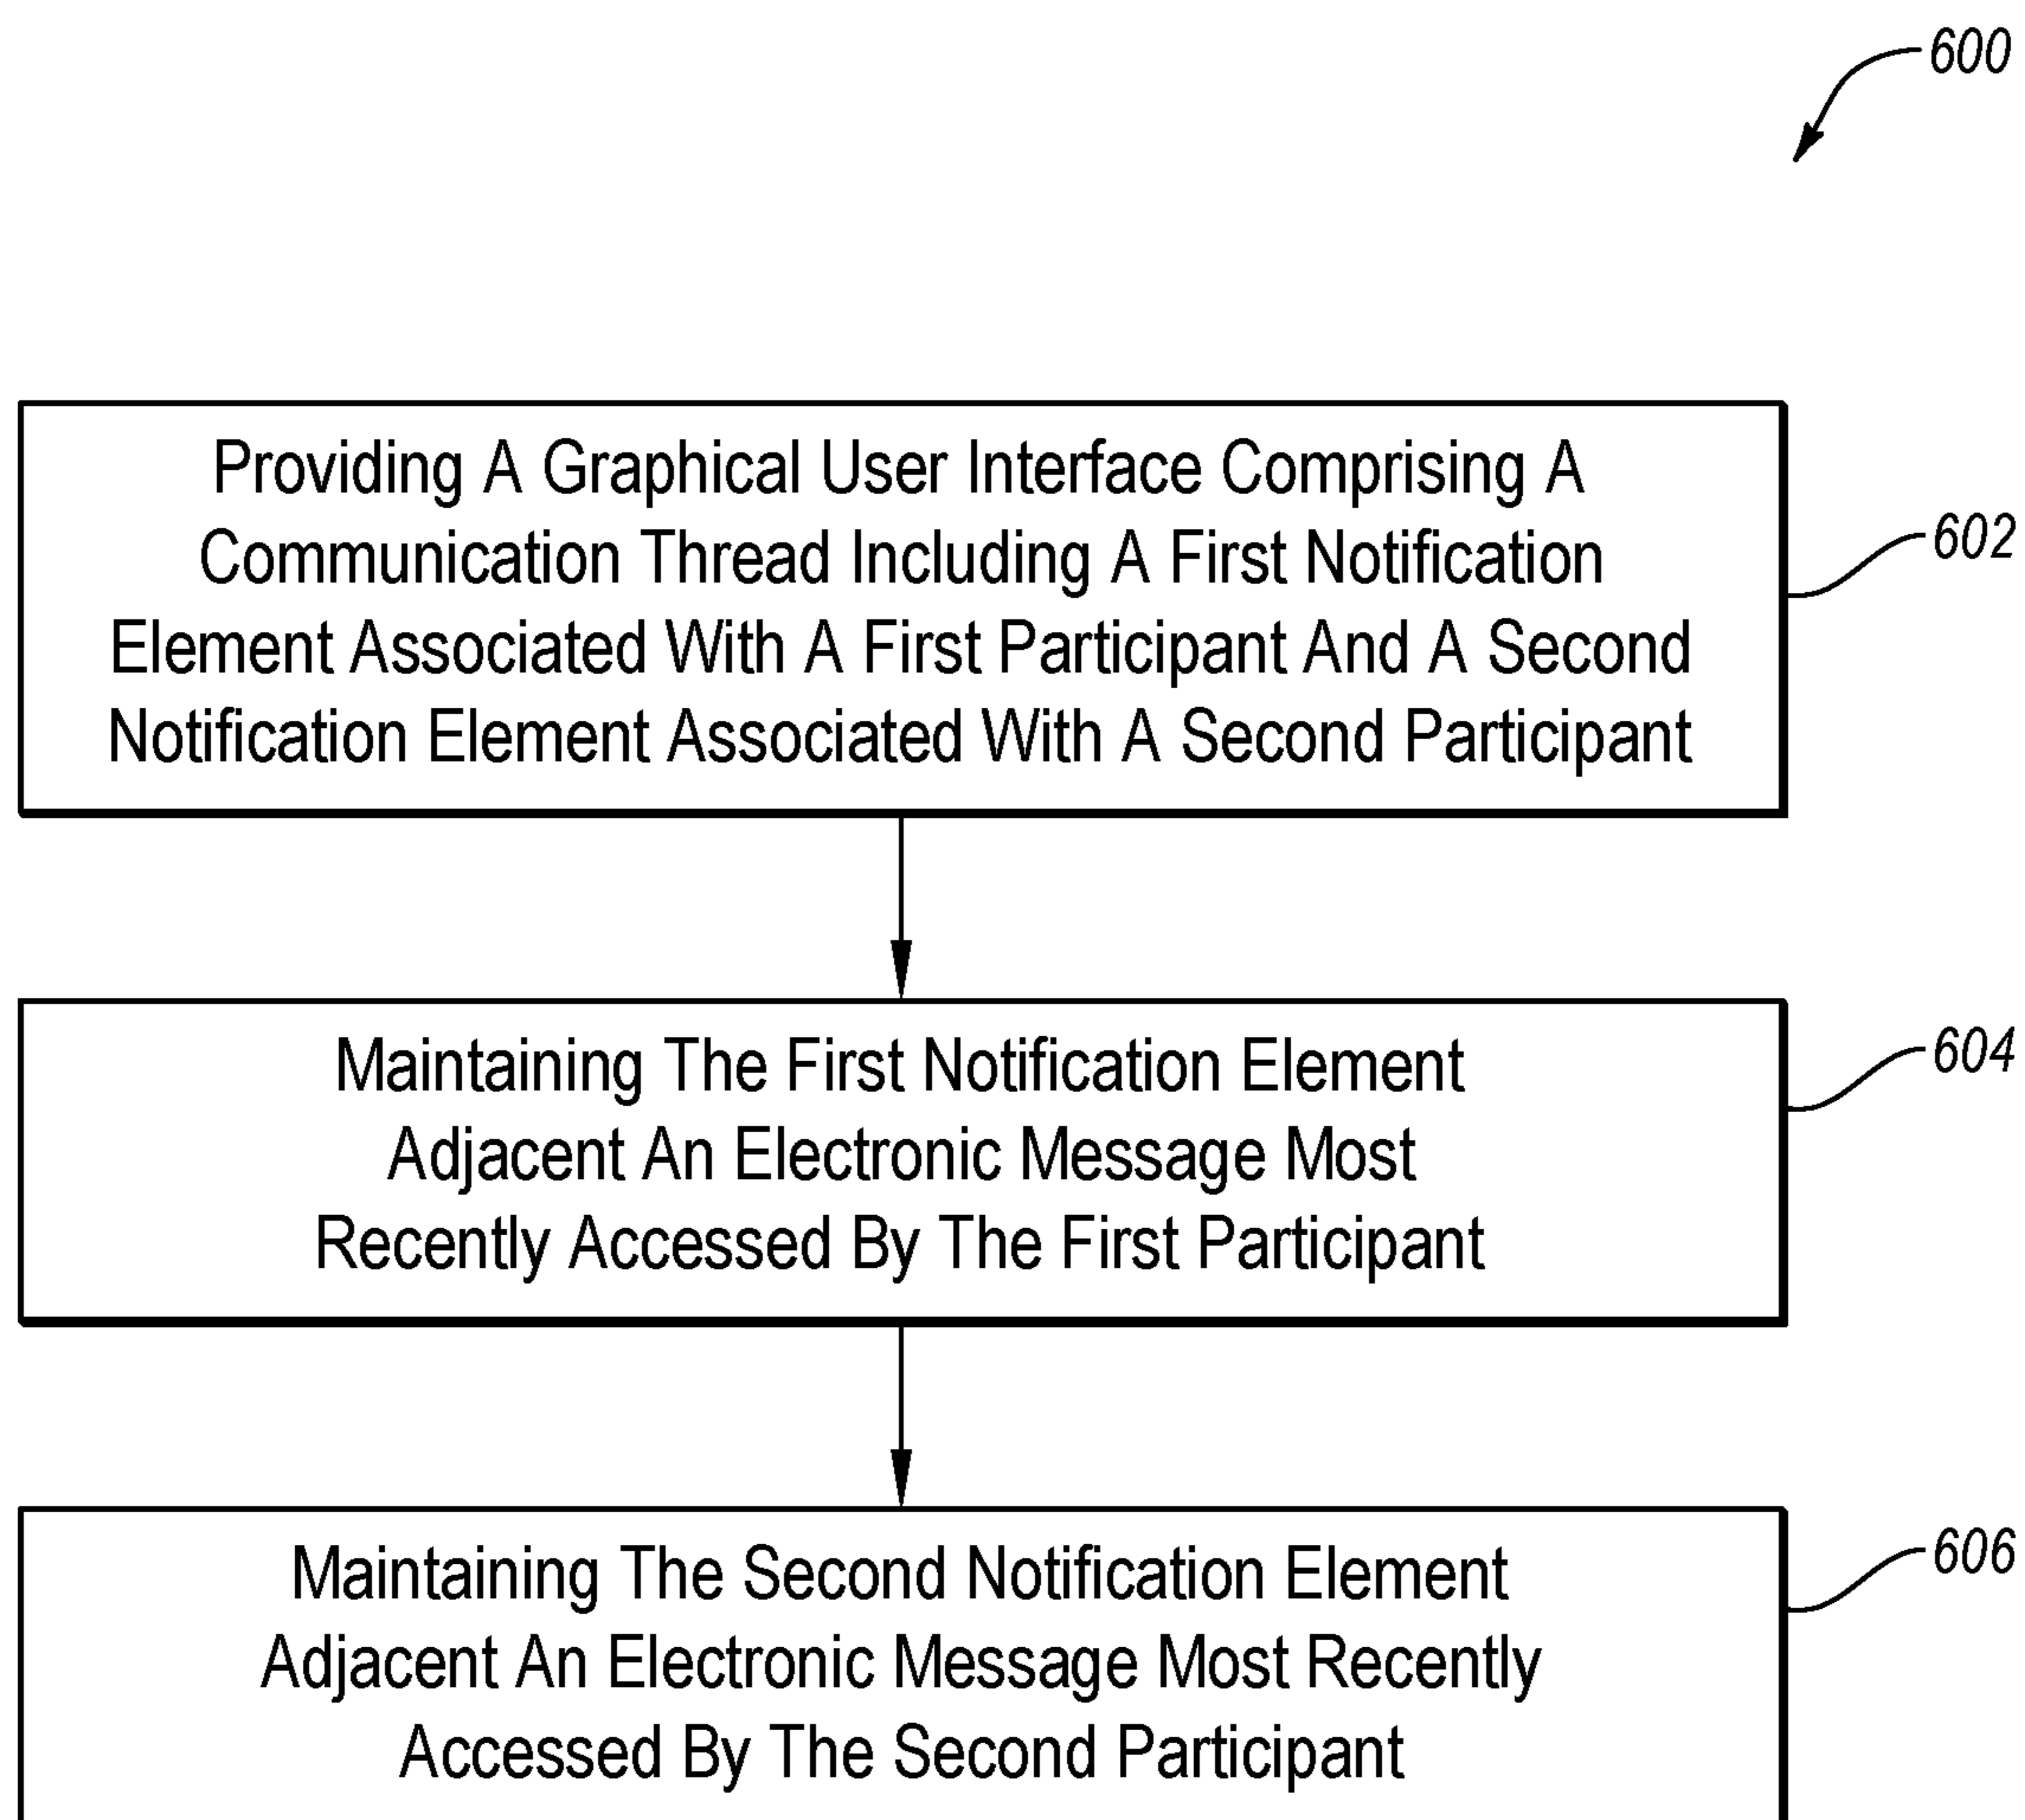 600
Providing A Graphical User Interface Comprising A
Communication Thread Including A First Notification
Element Associated With A First Participant And A Second
Notification Element Associated With A Second Participant
602
Maintaining The First Notification Element
Adjacent An Electronic Message Most
Recently Accessed By The First Participant
604
Maintaining The Second Notification Element
Adjacent An Electronic Message Most Recently
Accessed By The Second Participant
606